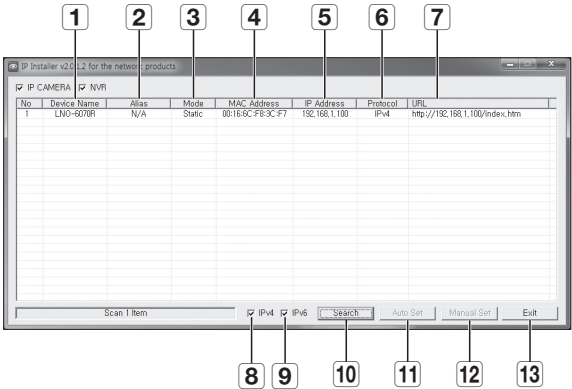 1 2 3 4 5 6 7
IP Installer v2.0.1.2 for the network products
IP CAMERA NVR
No Device Name Alias Mode MAC Address IP Address Protocol URL
1 LNO-6070R N/A Static 00:16:6C:F8:3C:F7 192,168,1,100 IPv4 http://192,168,1,100/index,htm
Scan 1 Item IPv4 IPv6 Search Auto Set Manual Set Exit
8 9 10 11 12 13